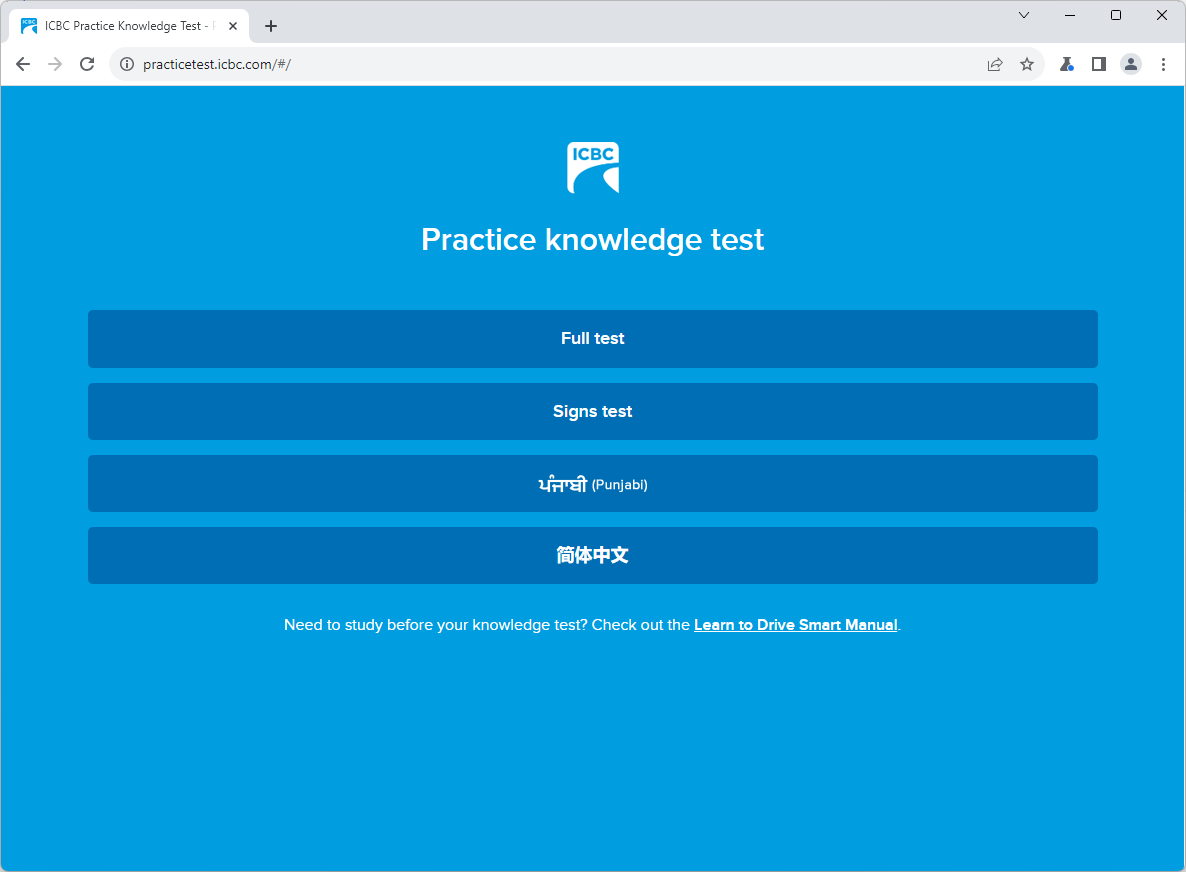 ICBC
ICBC Practice Knowledge Test -
practicetest.icbc.com/#/
ICBC
Practice knowledge test
Full test
Signs test
ਪੰਜਾਬੀ (Punjabi)
简体中文
Need to study before your knowledge test? Check out the Learn to Drive Smart Manual.